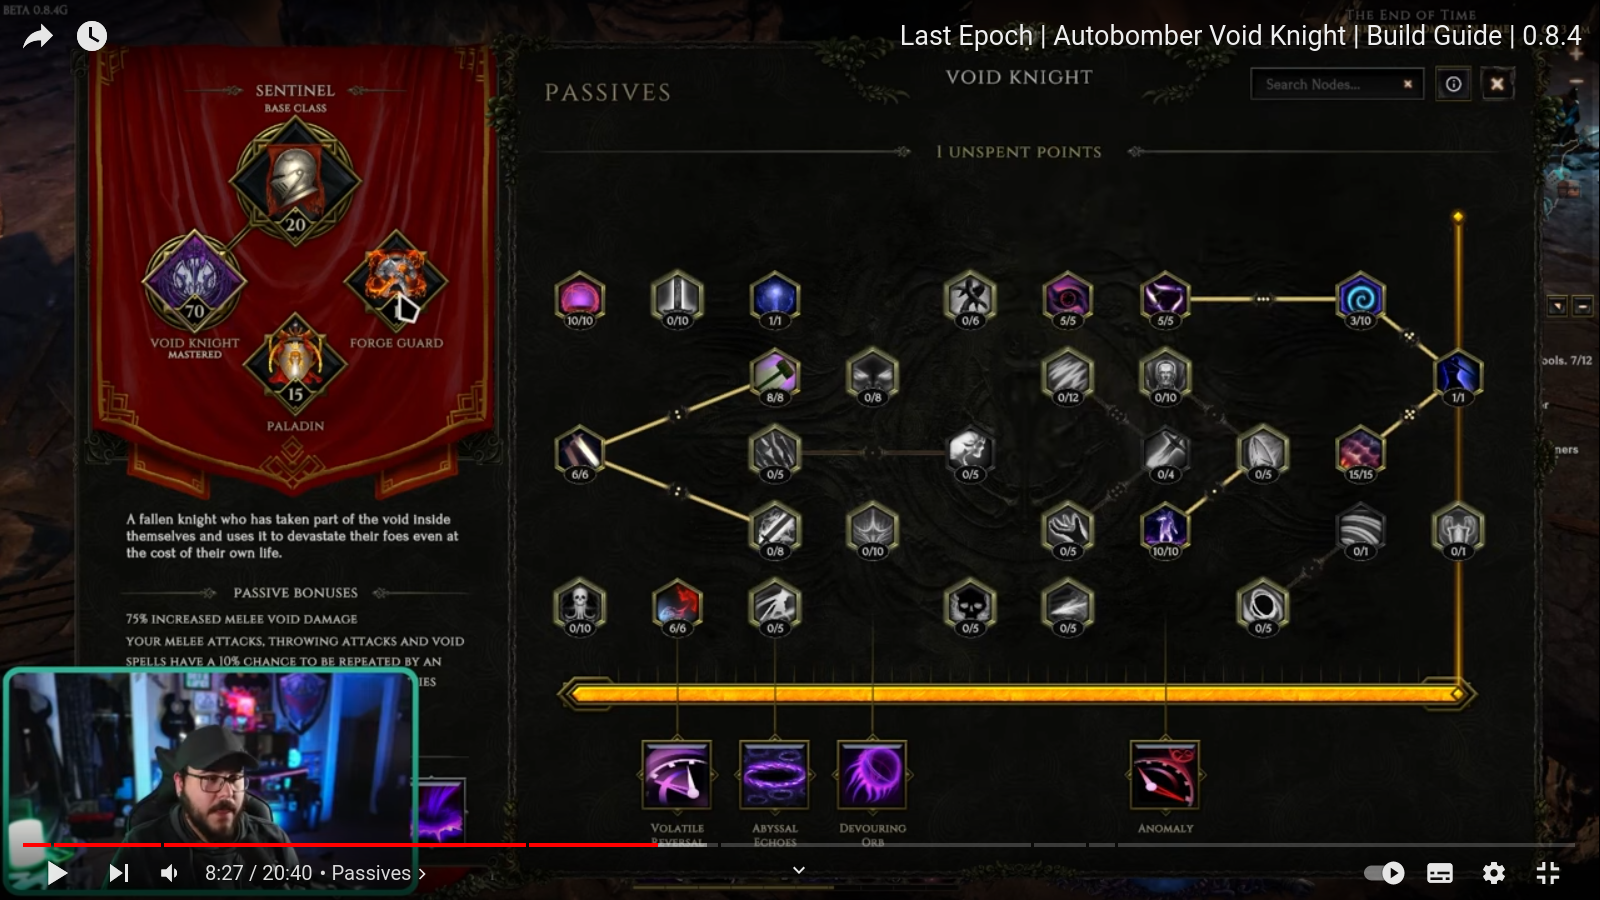 BETA 0.8.4G
THE END OF TIME
Last Epoch | Autobomber Void Knight | Build Guide | 0.8.4
SENTINEL
BASE CLASS
20
70
VOID KNIGHT
MASTERED
FORGE GUARD
15
PALADIN
A fallen knight who has taken part of the void inside
themselves and uses it to devastate their foes even at
the cost of their own life.
PASSIVE BONUSES
75% INCREASED MELEE VOID DAMAGE
YOUR MELEE ATTACKS, THROWING ATTACKS AND VOID
SPELLS HAVE A 10% CHANCE TO BE REPEATED BY AN
PASSIVES
VOID KNIGHT
Search Nodes...
1 UNSPENT POINTS
10/10 0/10 1/1 0/6 5/5 5/5 3/10
8/8 0/8 0/12 0/10 1/1
6/6 0/5 0/5 0/4 0/5 15/15
0/8 0/10 0/5 10/10 0/1 0/1
0/10 6/6 0/5 0/5 0/5 0/5
VOLATILE
REVERSAL
ABYSSAL
ECHOES
DEVOURING
ORB
ANOMALY
7/12
8:27 / 20:40 • Passives